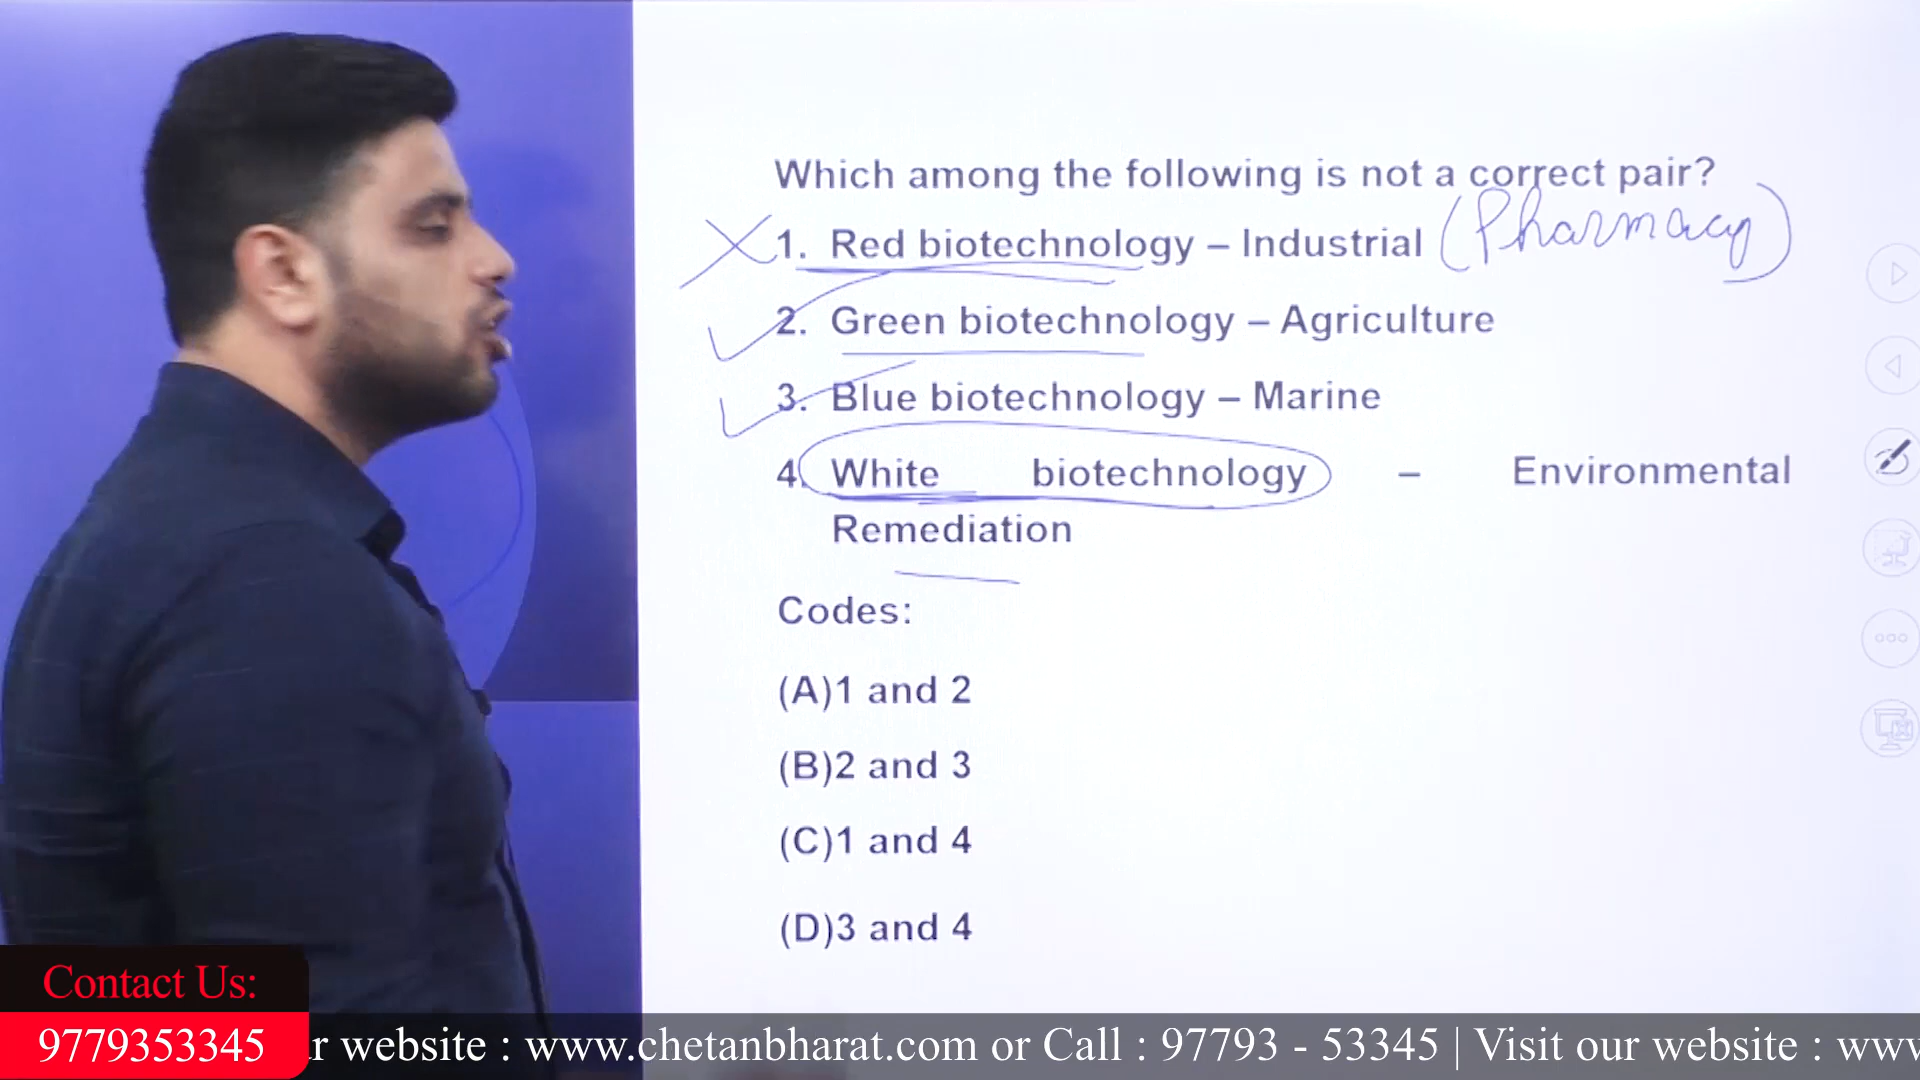 Which among the following is not a correct pair?
1. Red biotechnology – Industrial (Pharmacy)
2. Green biotechnology – Agriculture
3. Blue biotechnology – Marine
4. White biotechnology – Environmental
Remediation
Codes:
(A)1 and 2
(B)2 and 3
(C)1 and 4
(D)3 and 4
Contact Us:
9779353345
r website : www.chetanbharat.com or Call : 97793 - 53345 | Visit our website : www